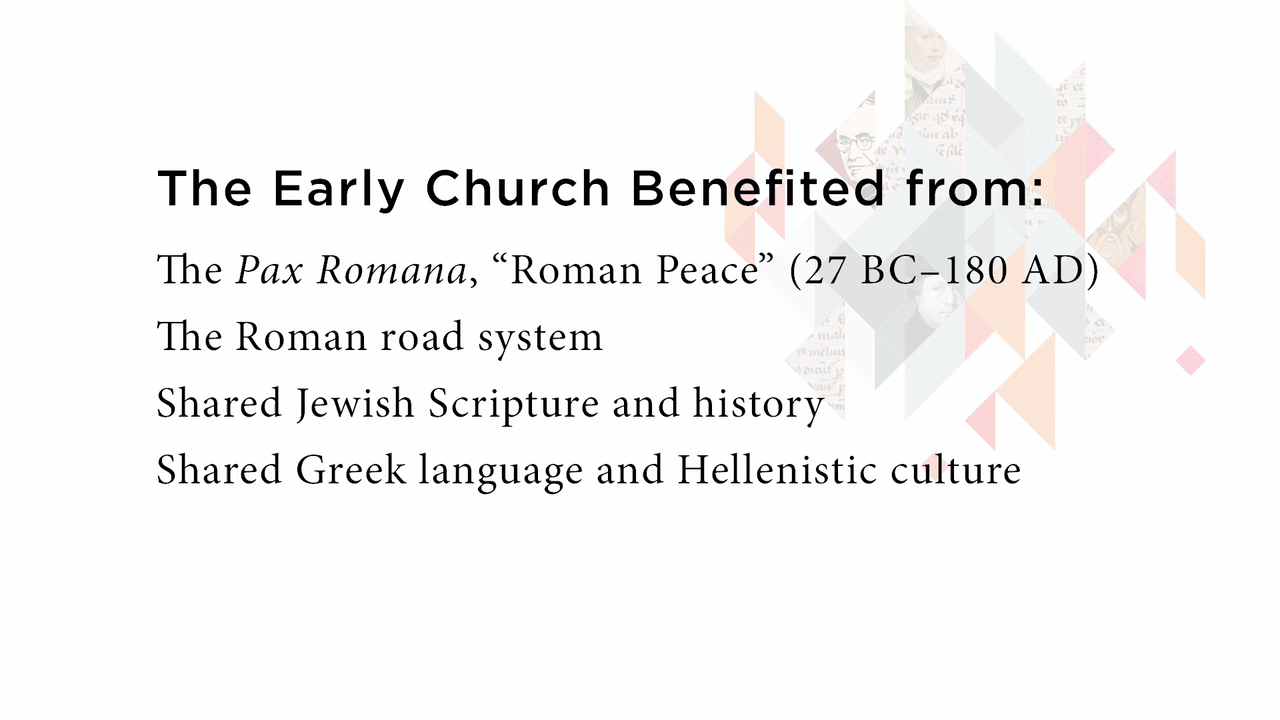 The Early Church Benefited from:
The Pax Romana, “Roman Peace” (27 BC–180 AD)
The Roman road system
Shared Jewish Scripture and history
Shared Greek language and Hellenistic culture